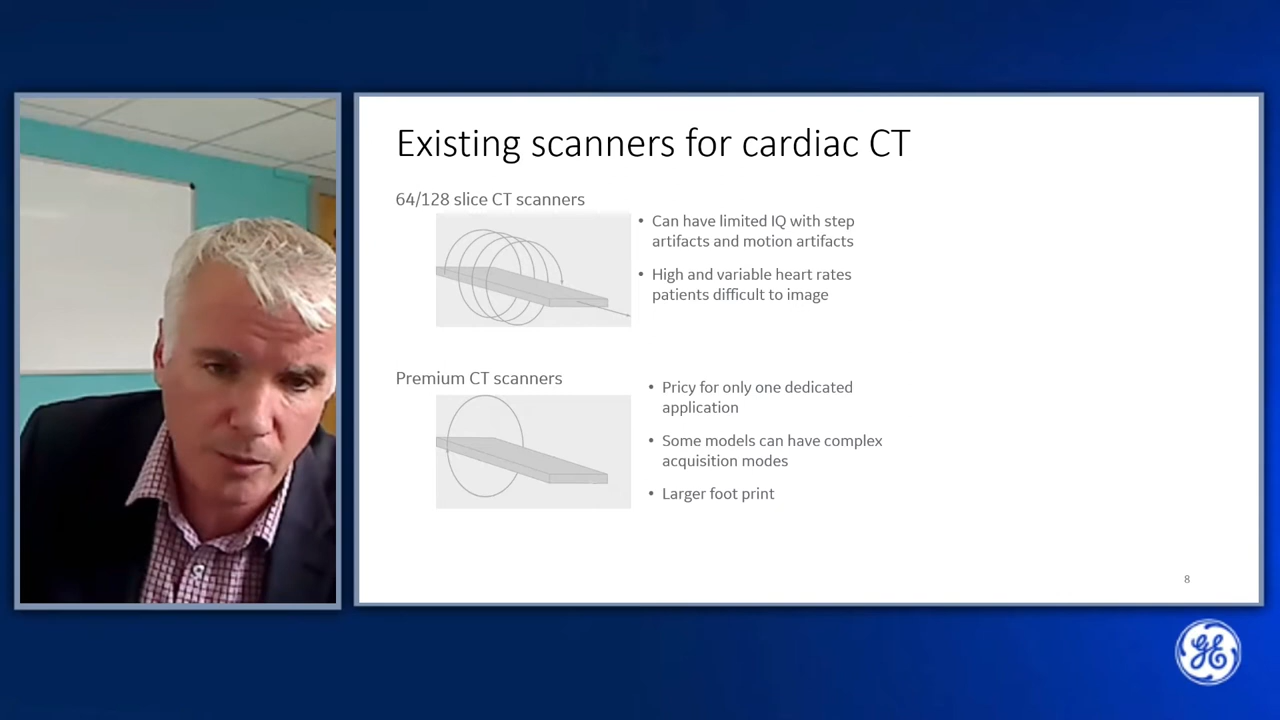 Existing scanners for cardiac CT
64/128 slice CT scanners
• Can have limited IQ with step
artifacts and motion artifacts
• High and variable heart rates
patients difficult to image
Premium CT scanners
• Pricy for only one dedicated
application
• Some models can have complex
acquisition modes
• Larger foot print
8
GE